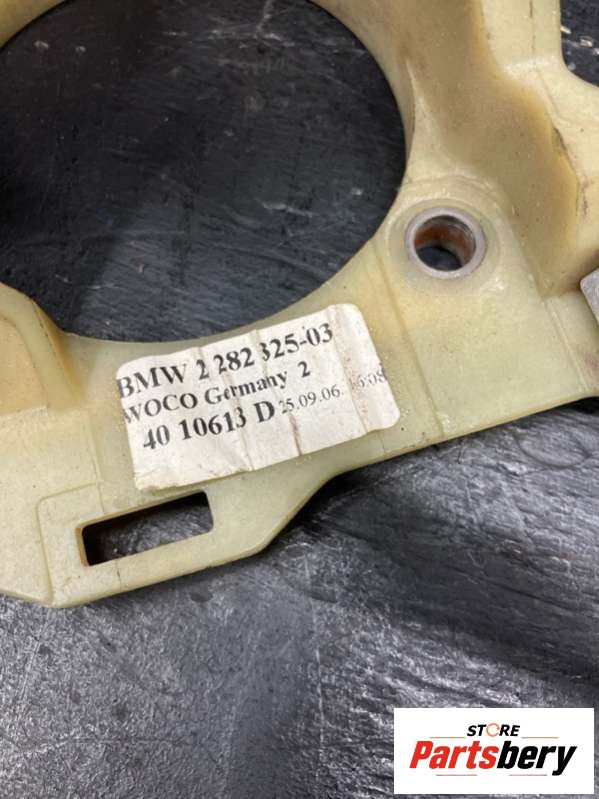 BMW 2 282 325-03
WOCO Germany 2
40 10613 D 25.09.06
STORE
Partsbery